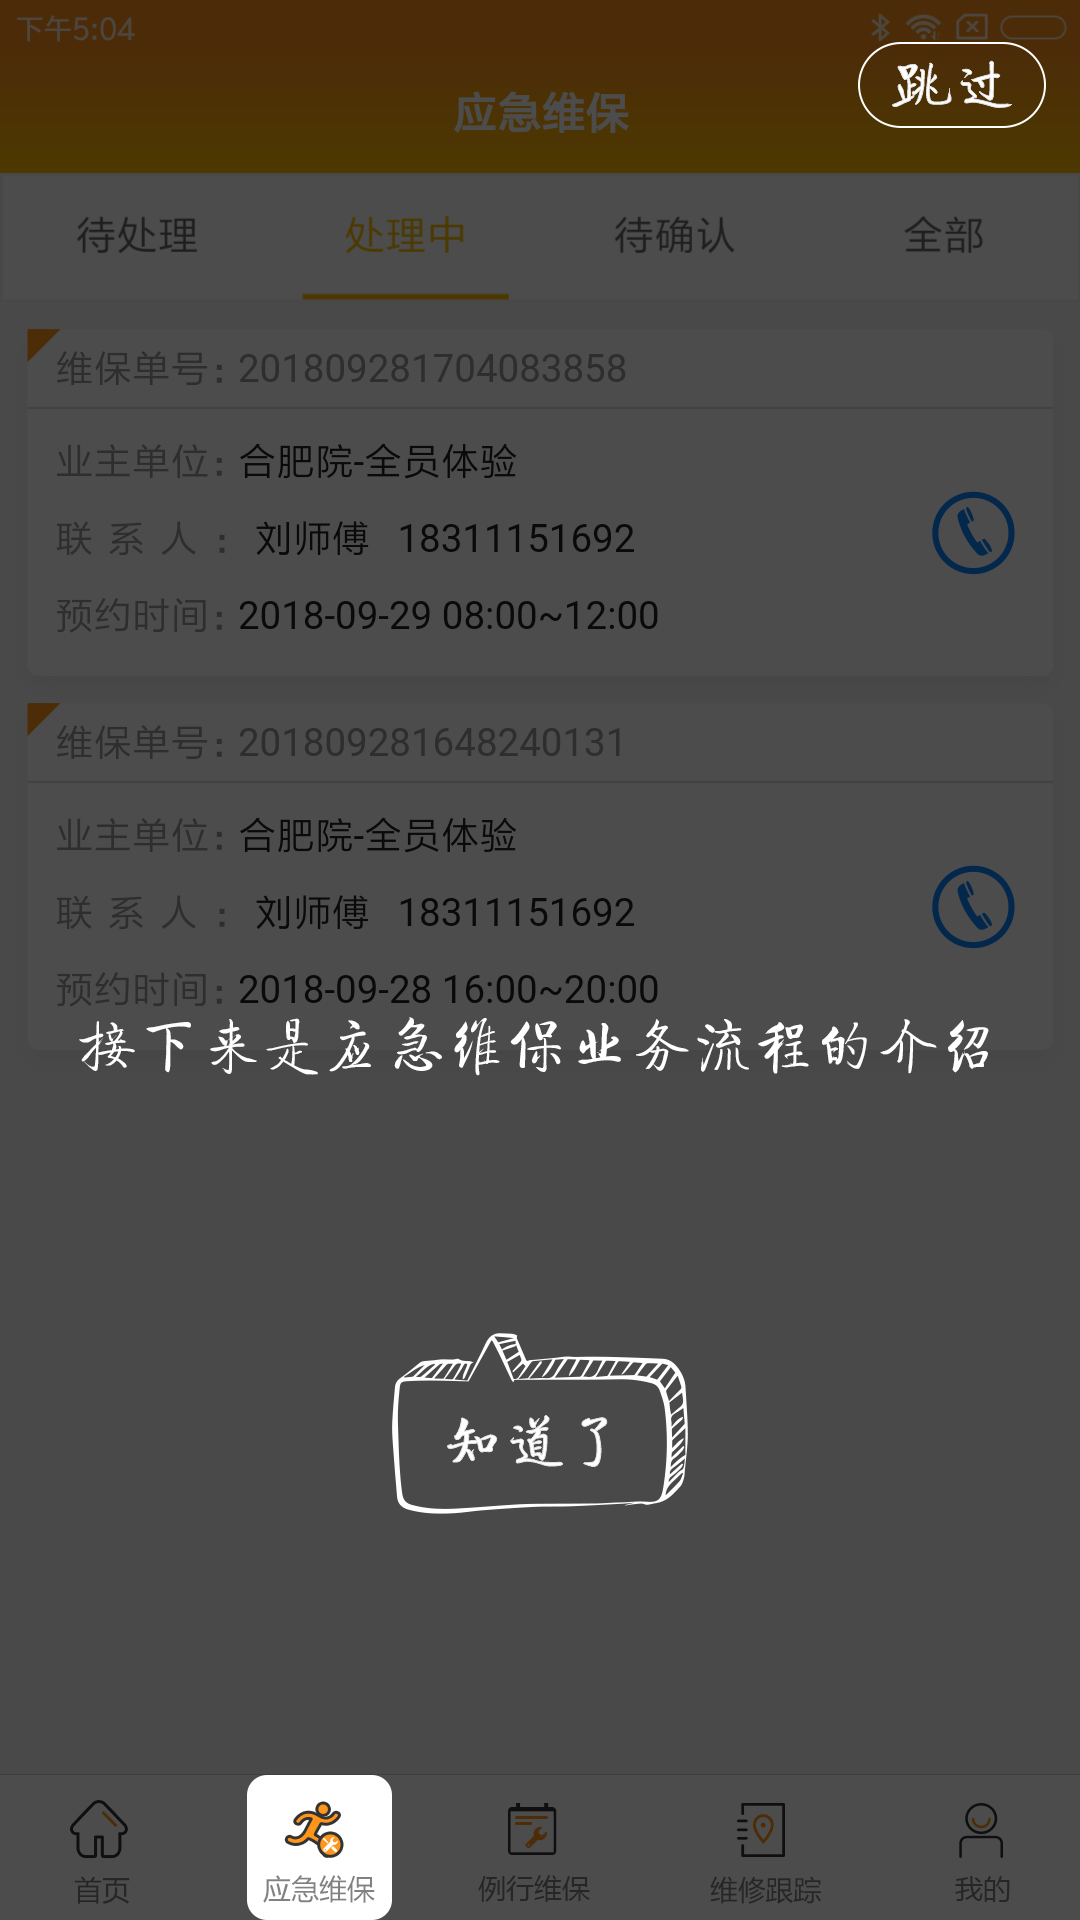 下午5:04
跳过
应急维保
待处理 处理中 待确认 全部
维保单号: 201809281704083858
业主单位: 合肥院-全员体验
联系人: 刘师傅 18311151692
预约时间: 2018-09-29 08:00~12:00
维保单号: 201809281648240131
业主单位: 合肥院-全员体验
联系人: 刘师傅 18311151692
预约时间: 2018-09-28 16:00~20:00
接下来是应急维保业务流程的介绍
知道了
首页 应急维保 例行维保 维修跟踪 我的